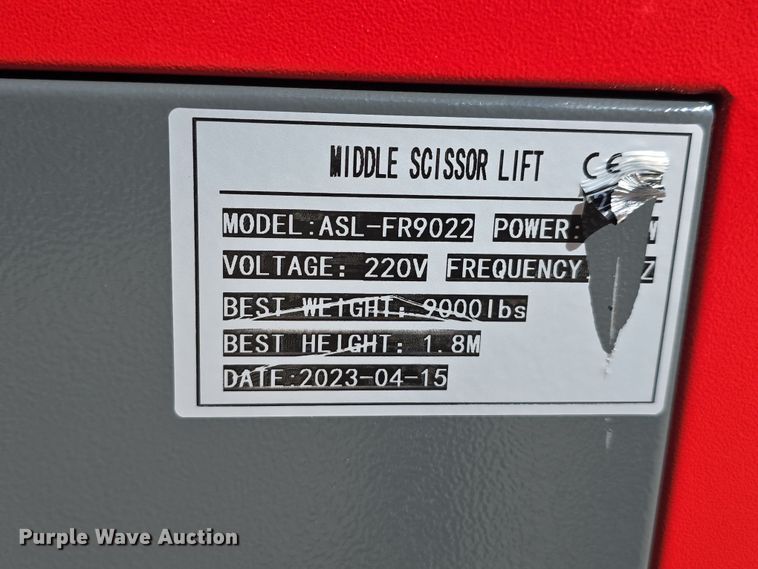 MIDDLE SCISSOR LIFT CE
MODEL:ASL-FR9022 POWER:
VOLTAGE: 220V FREQUENCY
BEST WEIGHT: 9000lbs
BEST HEIGHT: 1.8M
DATE:2023-04-15
Purple Wave Auction